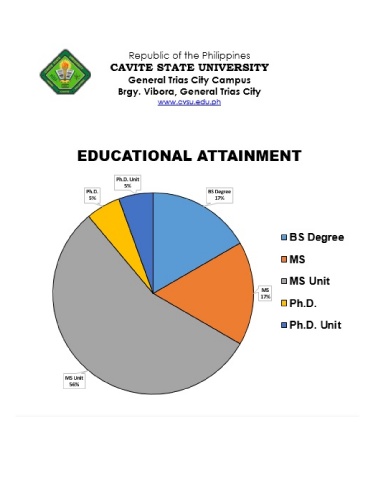 Republic of the Philippines
CAVITE STATE UNIVERSITY
General Trias City Campus
Brgy. Vibora, General Trias City
www.cvsu.edu.ph
EDUCATIONAL ATTAINMENT
Ph.D. Unit
5%
Ph.D.
5%
BS Degree
17%
MS
17%
MS Unit
56%
BS Degree
MS
MS Unit
Ph.D.
Ph.D. Unit